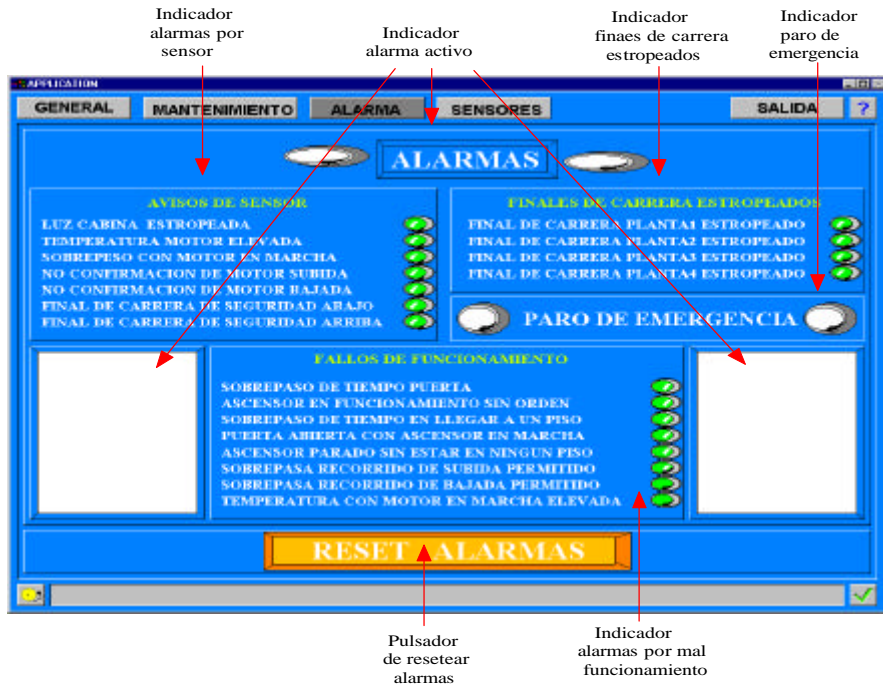 Indicador
alarmas por
sensor
Indicador
alarma activo
Indicador
finaes de carrera
estropeados
Indicador
paro de
emergencia
APPLICATION
GENERAL MANTENIMIENTO ALARMA SENSORES SALIDA ?
ALARMAS
AVISOS DE SENSOR
LUZ CABINA ESTROPEADA
TEMPERATURA MOTOR ELEVADA
SOBREPESO CON MOTOR EN MARCHA
NO CONFIRMACION DE MOTOR SUBIDA
NO CONFIRMACION DE MOTOR BAJADA
FINAL DE CARRERA DE SEGURIDAD ABAJO
FINAL DE CARRERA DE SEGURIDAD ARRIBA
FINALES DE CARRERA ESTROPEADOS
FINAL DE CARRERA PLANTA1 ESTROPEADO
FINAL DE CARRERA PLANTA2 ESTROPEADO
FINAL DE CARRERA PLANTA3 ESTROPEADO
FINAL DE CARRERA PLANTA4 ESTROPEADO
PARO DE EMERGENCIA
FALLOS DE FUNCIONAMIENTO
SOBREPASO DE TIEMPO PUERTA
ASCENSOR EN FUNCIONAMIENTO SIN ORDEN
SOBREPASO DE TIEMPO EN LLEGAR A UN PISO
PUERTA ABIERTA CON ASCENSOR EN MARCHA
ASCENSOR PARADO SIN ESTAR EN NINGUN PISO
SOBREPASA RECORRIDO DE SUBIDA PERMITIDO
SOBREPASA RECORRIDO DE BAJADA PERMITIDO
TEMPERATURA CON MOTOR EN MARCHA ELEVADA
RESET ALARMAS
Pulsador
de resetear
alarmas
Indicador
alarmas por mal
funcionamiento